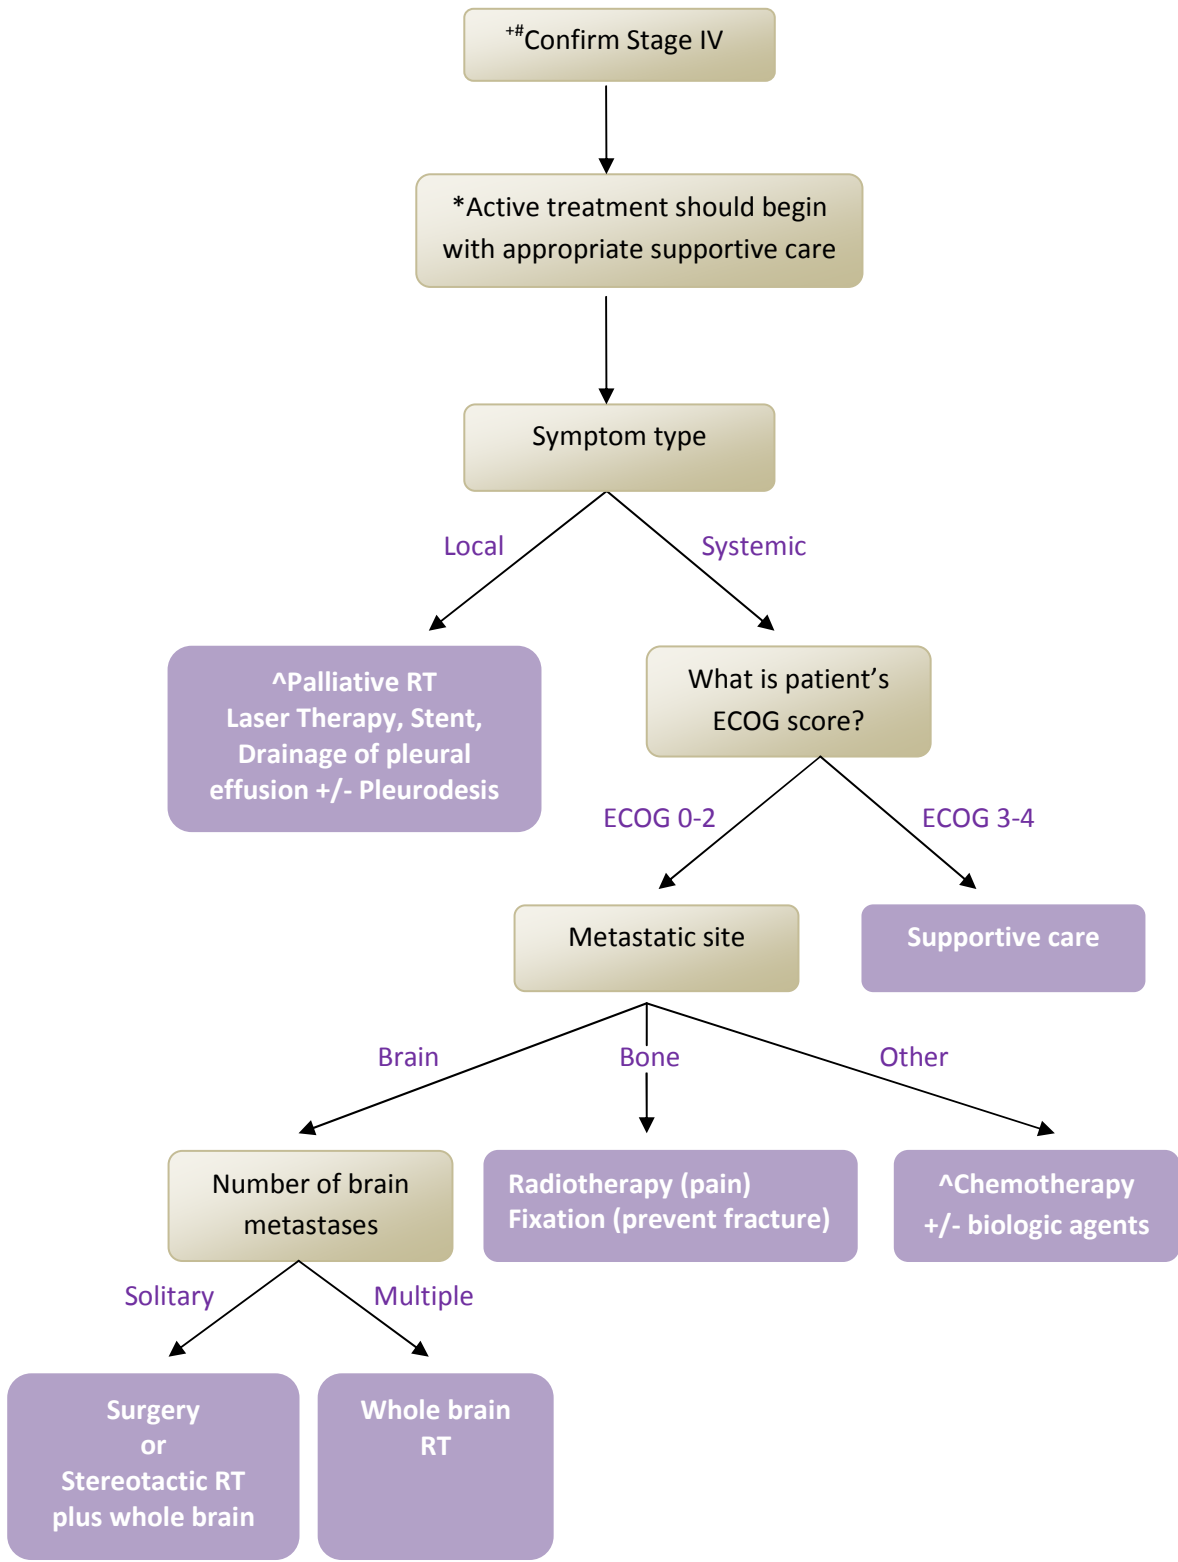 +#Confirm Stage IV
*Active treatment should begin
with appropriate supportive care
Symptom type
Local
Systemic
^Palliative RT
Laser Therapy, Stent,
Drainage of pleural
effusion +/- Pleurodesis
What is patient’s
ECOG score?
ECOG 0-2
ECOG 3-4
Metastatic site
Supportive care
Brain
Bone
Other
Number of brain
metastases
Radiotherapy (pain)
Fixation (prevent fracture)
^Chemotherapy
+/- biologic agents
Solitary
Multiple
Surgery
or
Stereotactic RT
plus whole brain
Whole brain
RT